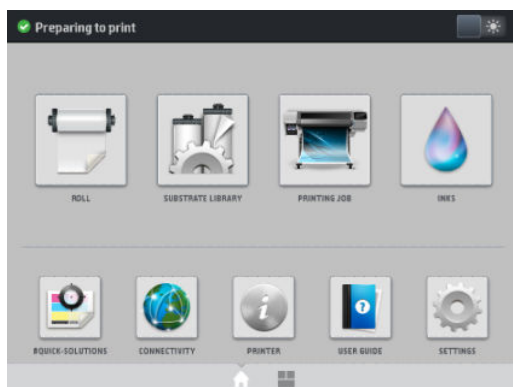 Preparing to print
ROLL
SUBSTRATE LIBRARY
PRINTING JOB
INKS
#QUICK-SOLUTIONS
CONNECTIVITY
PRINTER
USER GUIDE
SETTINGS